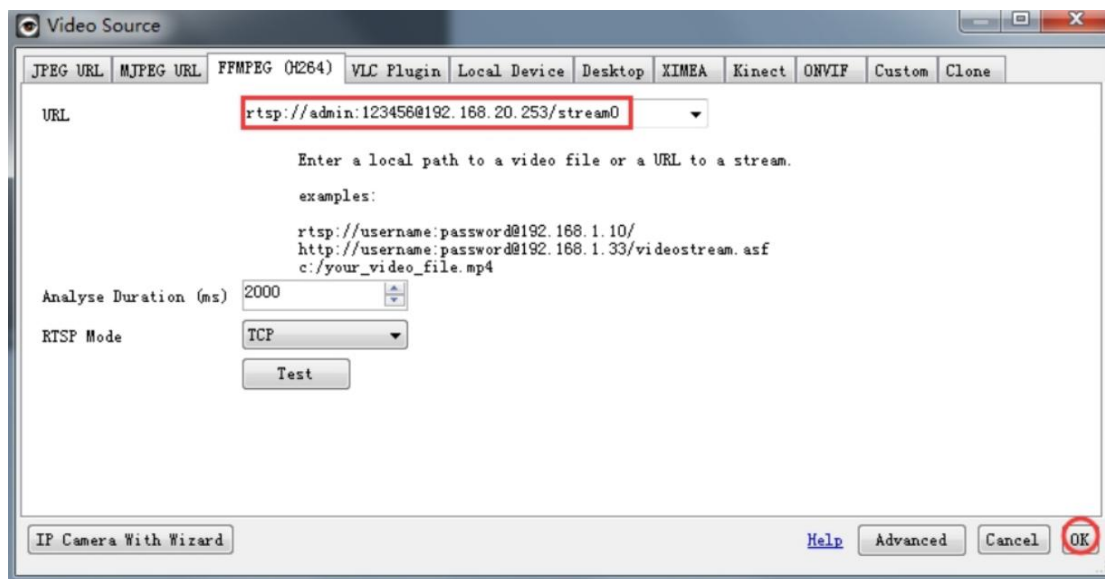 Video Source
JPEG URL MJPEG URL FFMPEG (H264) VLC Plugin Local Device Desktop XIMEA Kinect ONVIF Custom Clone
URL rtsp://admin:123456@192.168.20.253/stream0
Enter a local path to a video file or a URL to a stream.
examples:
rtsp://username:password@192.168.1.10/
http://username:password@192.168.1.33/videostream.asf
c:/your_video_file.mp4
Analyse Duration (ms) 2000
RTSP Mode TCP
Test
IP Camera With Wizard Help Advanced Cancel OK